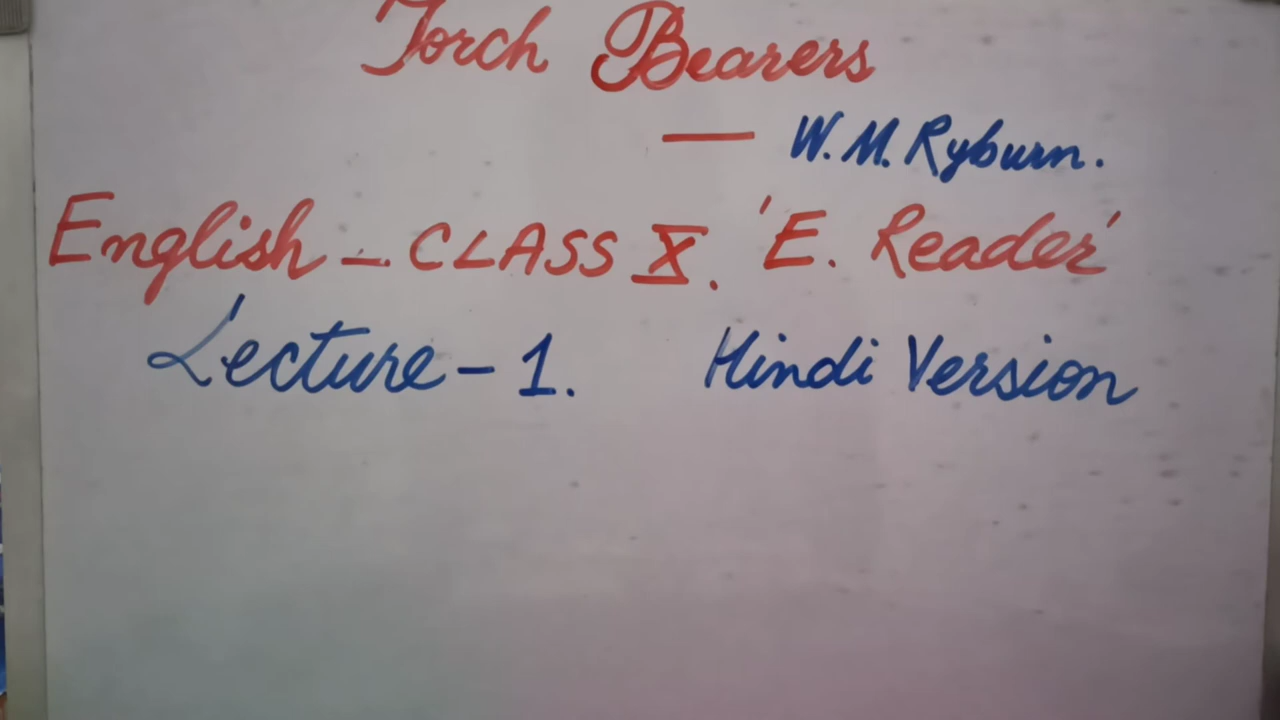 Torch Bearers
— W.M. Ryburn.
English - CLASS X. 'E. Reader'
Lecture - 1. Hindi Version